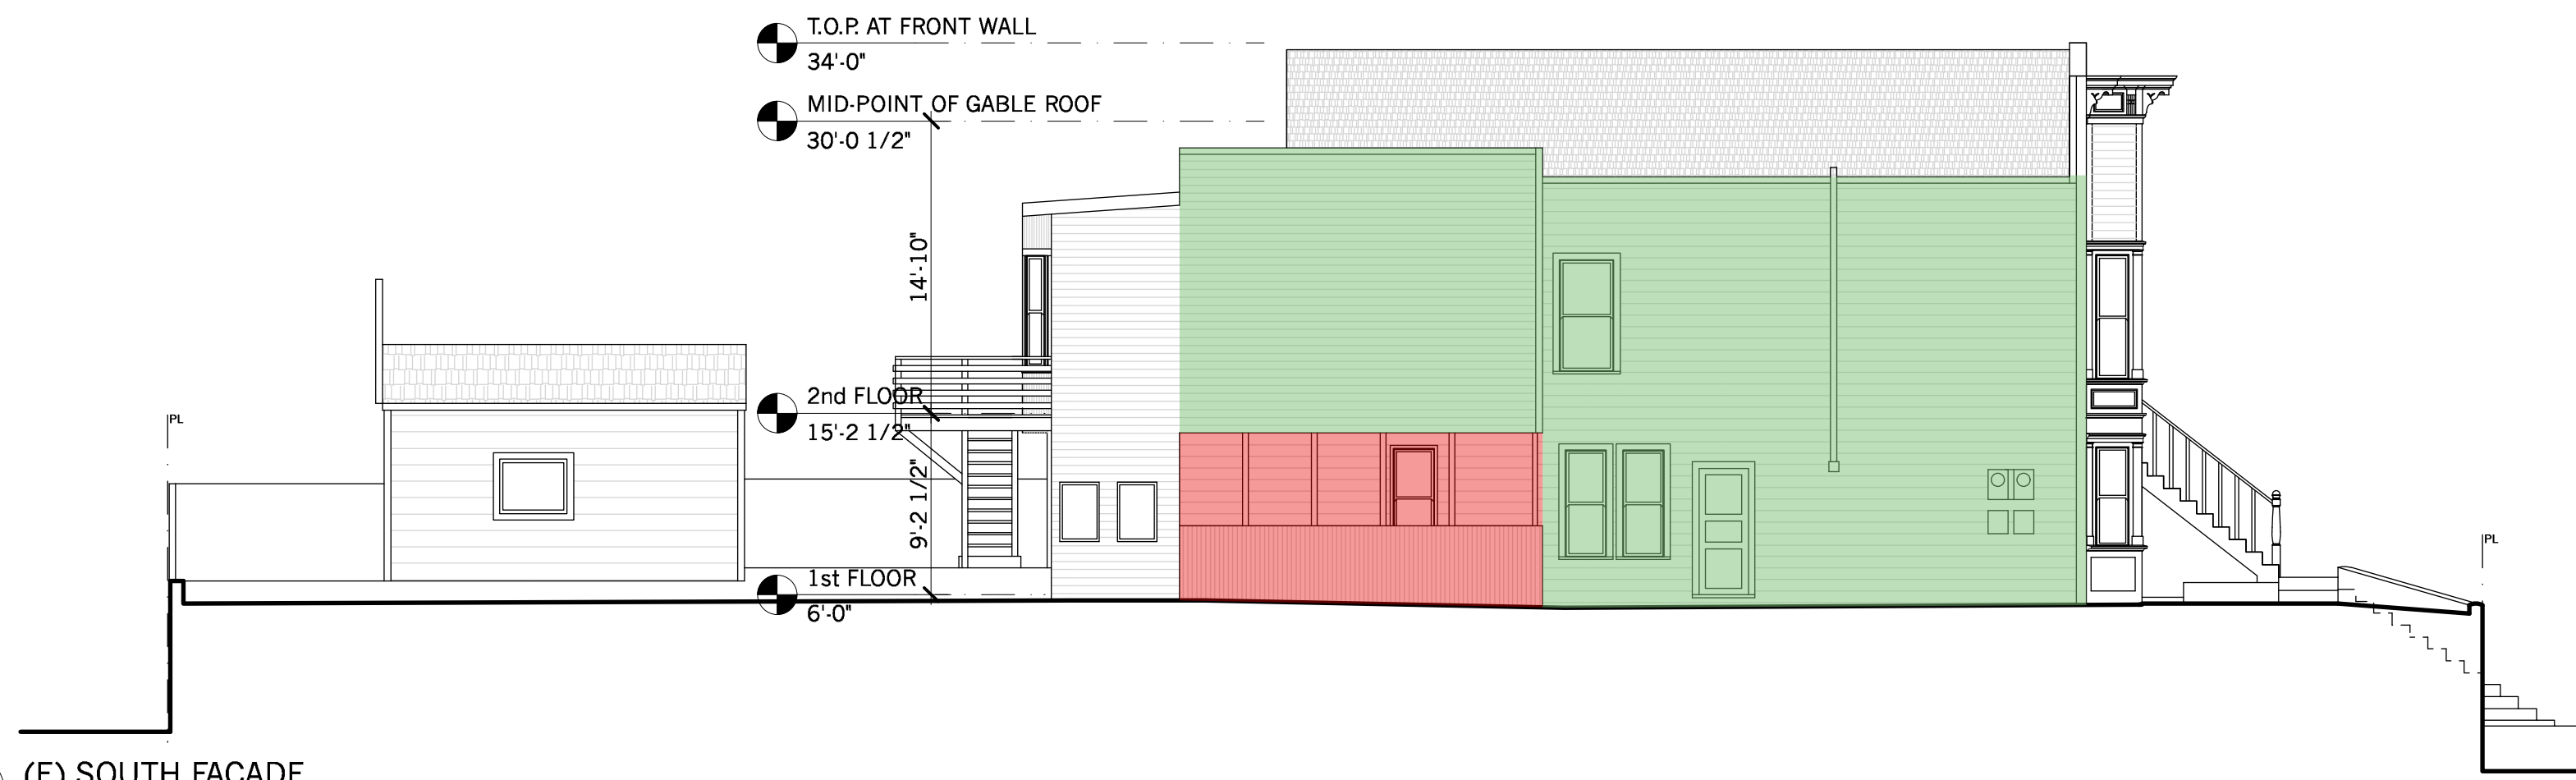 T.O.P. AT FRONT WALL
34'-0"
MID-POINT OF GABLE ROOF
30'-0 1/2"
14'-10"
2nd FLOOR
15'-2 1/2"
9'-2 1/2"
1st FLOOR
6'-0"
PL
PL
(E) SOUTH FACADE